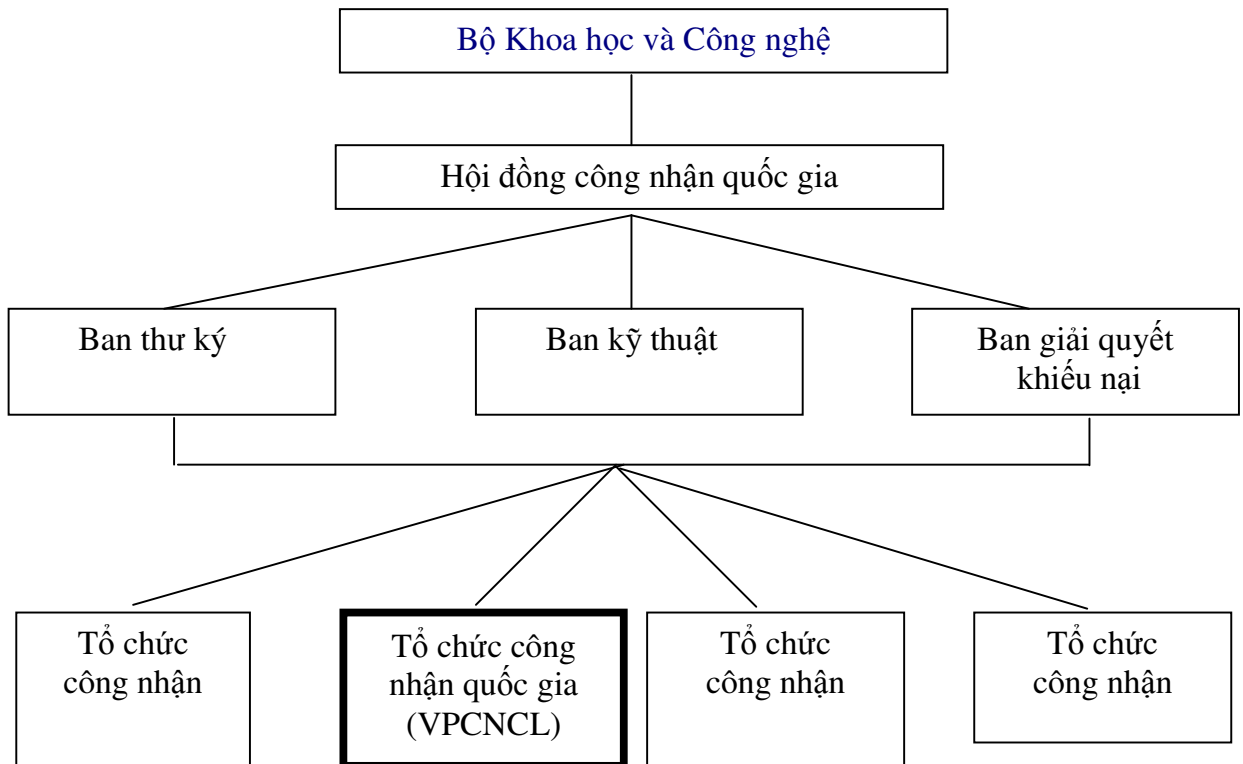 Bộ Khoa học và Công nghệ
Hội đồng công nhận quốc gia
Ban thư ký
Ban kỹ thuật
Ban giải quyết
khiếu nại
Tổ chức
công nhận
Tổ chức công
nhận quốc gia
(VPCNCL)
Tổ chức
công nhận
Tổ chức
công nhận